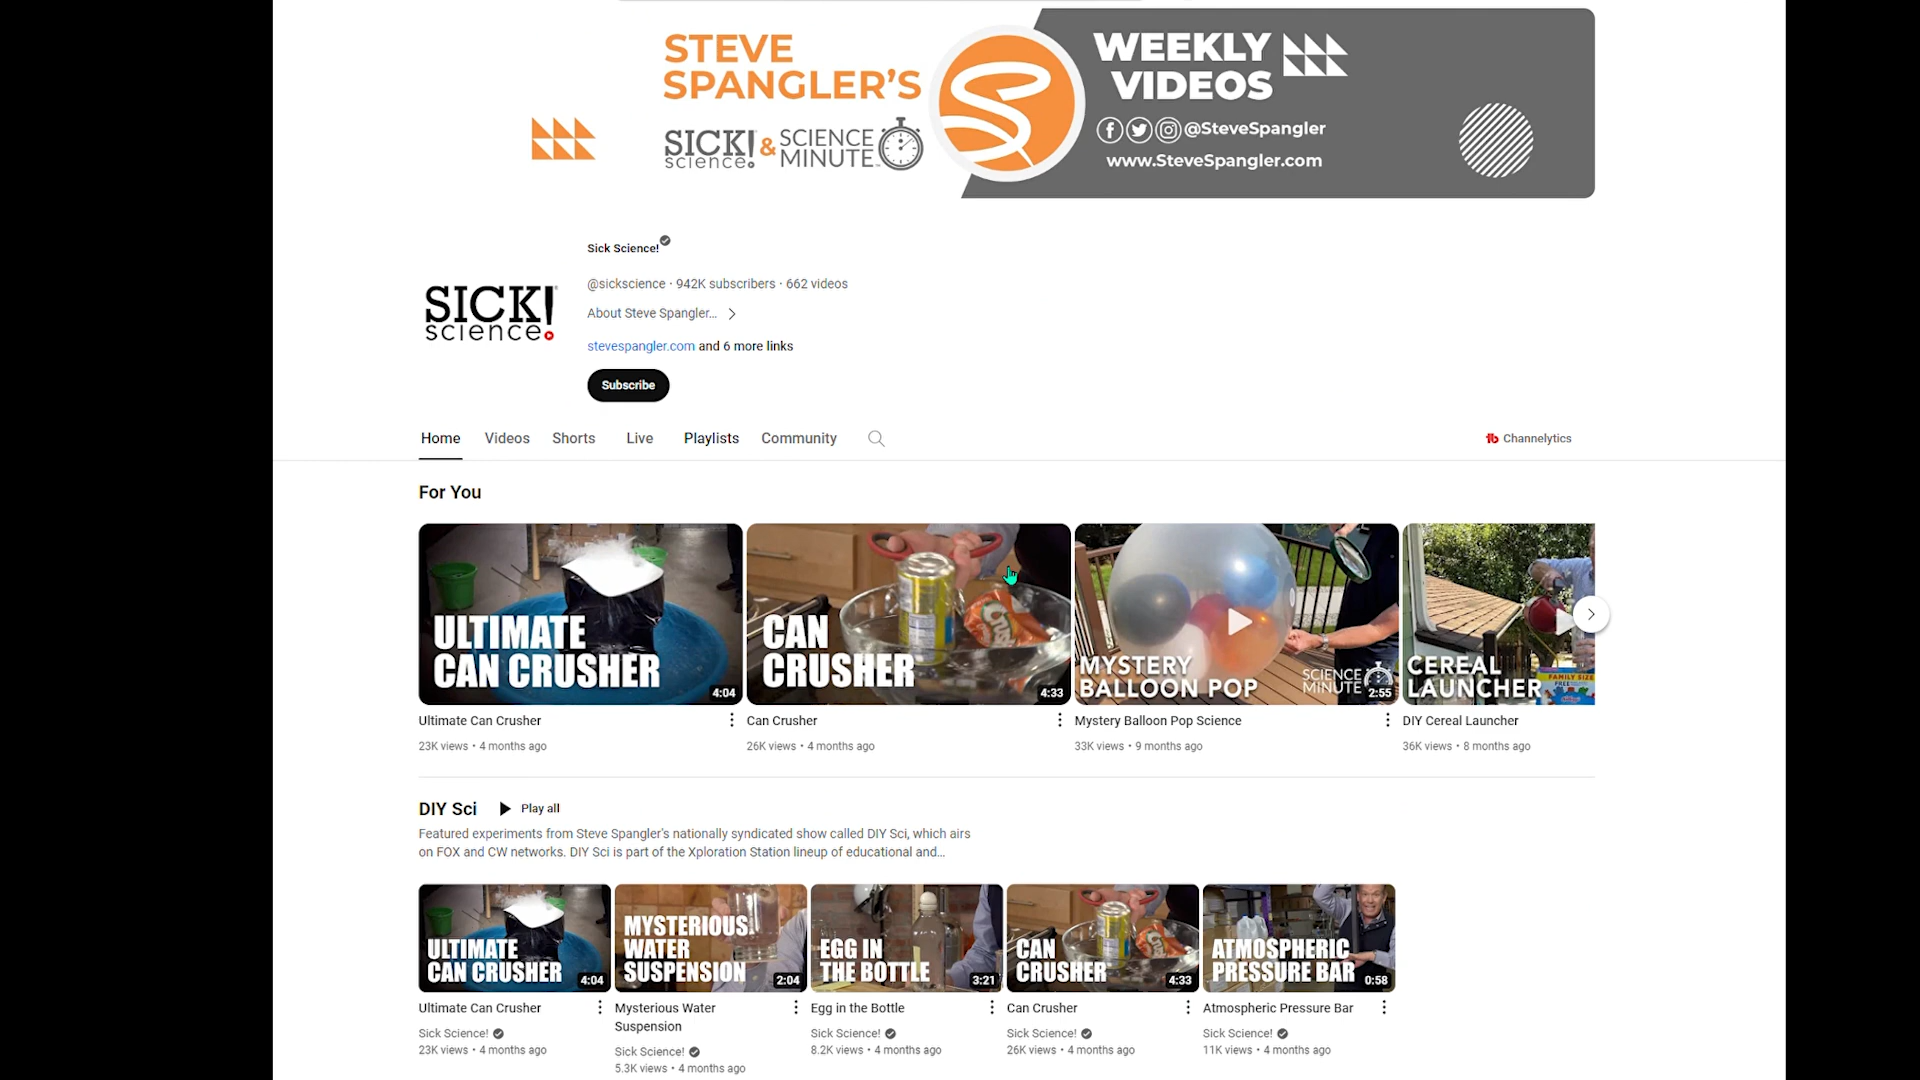 STEVE
SPANGLER'S
SICK! science! & SCIENCE MINUTE
WEEKLY
VIDEOS
@SteveSpangler
www.SteveSpangler.com
SICK!
science.
Sick Science!
@sickscience · 942K subscribers · 662 videos
About Steve Spangler...
stevespangler.com and 6 more links
Subscribe
Home Videos Shorts Live Playlists Community
tb Channelytics
For You
ULTIMATE
CAN CRUSHER
4:04
Ultimate Can Crusher
23K views • 4 months ago
CAN
CRUSHER
Crush
4:33
Can Crusher
26K views • 4 months ago
MYSTERY
BALLOON POP
SCIENCE
MINUTE
2:55
Mystery Balloon Pop Science
33K views • 9 months ago
CEREAL
LAUNCHER
FAMILY SIZE
FREE
DIY Cereal Launcher
36K views • 8 months ago
DIY Sci
Play all
Featured experiments from Steve Spangler's nationally syndicated show called DIY Sci, which airs
on FOX and CW networks. DIY Sci is part of the Xploration Station lineup of educational and...
ULTIMATE
CAN CRUSHER
4:04
Ultimate Can Crusher
Sick Science!
23K views • 4 months ago
MYSTERIOUS
WATER
SUSPENSION
2:04
Mysterious Water
Suspension
Sick Science!
5.3K views • 4 months ago
EGG IN
THE BOTTLE
3:21
Egg in the Bottle
Sick Science!
8.2K views • 4 months ago
CAN
CRUSHER
4:33
Can Crusher
Sick Science!
26K views • 4 months ago
ATMOSPHERIC
PRESSURE BAR
0:58
Atmospheric Pressure Bar
Sick Science!
11K views • 4 months ago